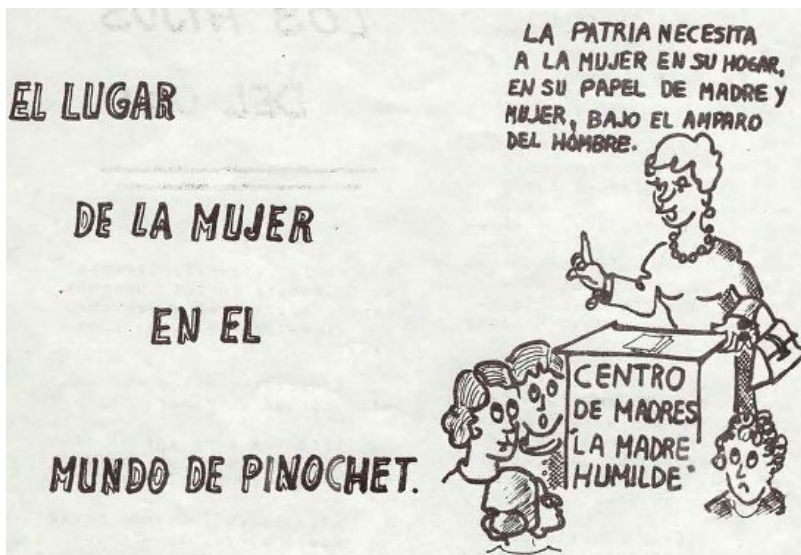 EL LUGAR
DE LA MUJER
EN EL
MUNDO DE PINOCHET.
LA PATRIA NECESITA
A LA MUJER EN SU HOGAR,
EN SU PAPEL DE MADRE Y
MUJER, BAJO EL AMPARO
DEL HOMBRE.
CENTRO
DE MADRES
"LA MADRE
HUMILDE"